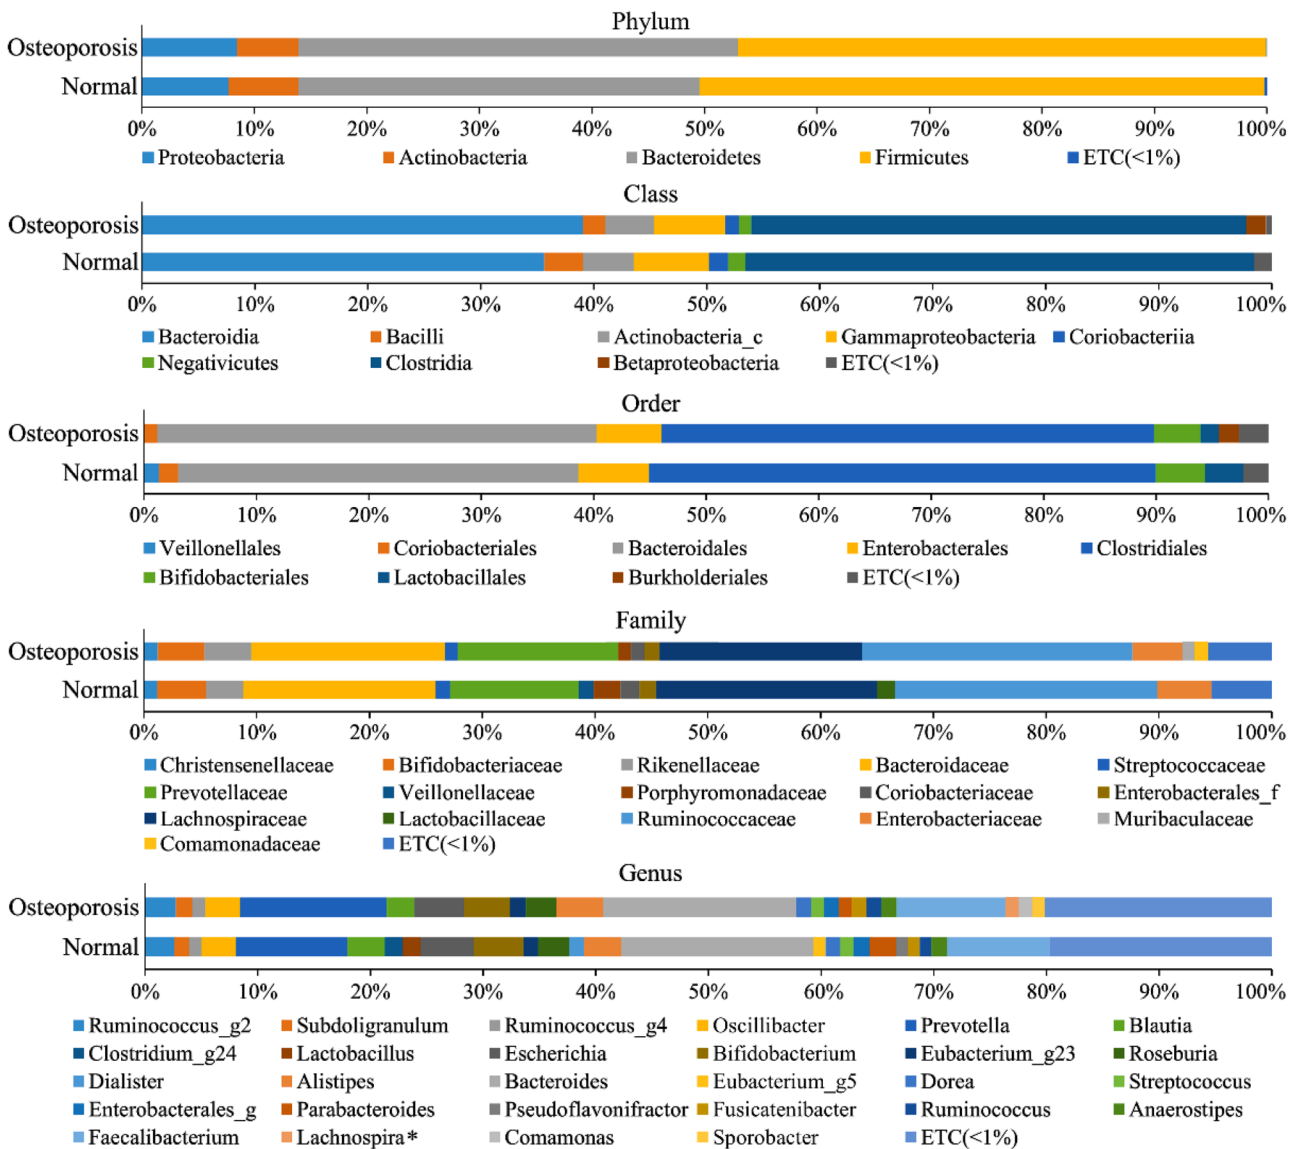 Phylum
Osteoporosis
Normal
0% 10% 20% 30% 40% 50% 60% 70% 80% 90% 100%
Proteobacteria Actinobacteria Bacteroidetes Firmicutes ETC(<1%)
Class
Osteoporosis
Normal
0% 10% 20% 30% 40% 50% 60% 70% 80% 90% 100%
Bacteroidia Bacilli Actinobacteria_c Gammaproteobacteria Coriobacteriia
Negativicutes Clostridia Betaproteobacteria ETC(<1%)
Order
Osteoporosis
Normal
0% 10% 20% 30% 40% 50% 60% 70% 80% 90% 100%
Veillonellales Coriobacteriales Bacteroidales Enterobacterales Clostridiales
Bifidobacteriales Lactobacillales Burkholderiales ETC(<1%)
Family
Osteoporosis
Normal
0% 10% 20% 30% 40% 50% 60% 70% 80% 90% 100%
Christensenellaceae Bifidobacteriaceae Rikenellaceae Bacteroidaceae Streptococcaceae
Prevotellaceae Veillonellaceae Porphyromonadaceae Coriobacteriaceae Enterobacterales_f
Lachnospiraceae Lactobacillaceae Ruminococcaceae Enterobacteriaceae Muribaculaceae
Comamonadaceae ETC(<1%)
Genus
Osteoporosis
Normal
0% 10% 20% 30% 40% 50% 60% 70% 80% 90% 100%
Ruminococcus_g2 Subdoligranulum Ruminococcus_g4 Oscillibacter Prevotella Blautia
Clostridium_g24 Lactobacillus Escherichia Bifidobacterium Eubacterium_g23 Roseburia
Dialister Alistipes Bacteroides Eubacterium_g5 Dorea Streptococcus
Enterobacterales_g Parabacteroides Pseudoflavonifractor Fusicatenibacter Ruminococcus Anaerostipes
Faecalibacterium Lachnospira* Comamonas Sporobacter ETC(<1%)